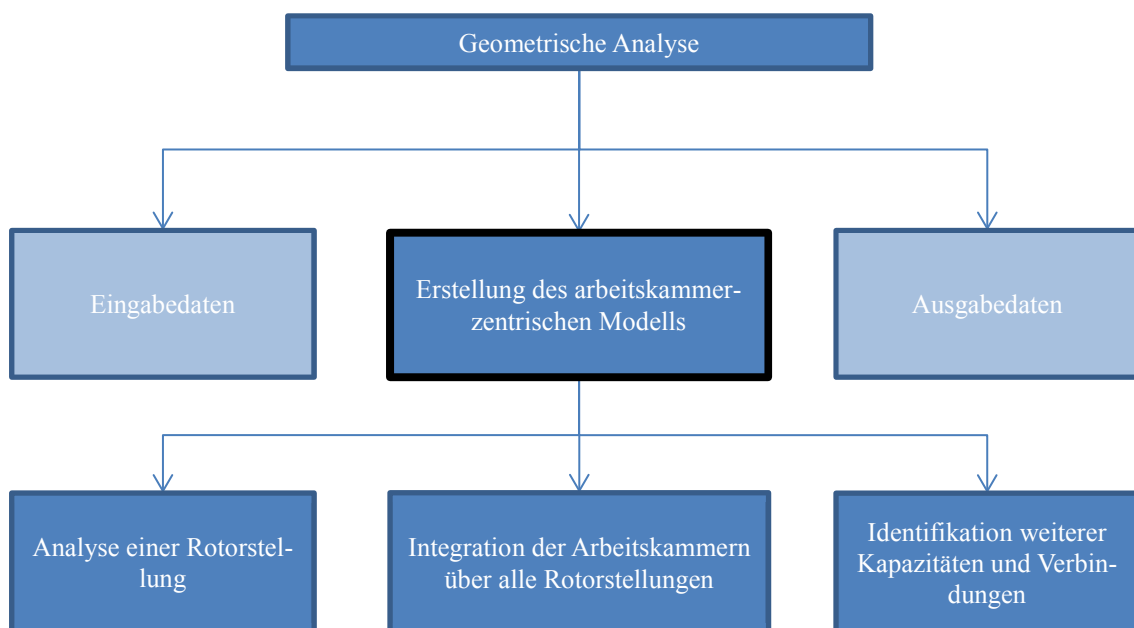 Geometrische Analyse
Eingabedaten
Erstellung des arbeitskammer-
zentrischen Modells
Ausgabedaten
Analyse einer Rotorstel-
lung
Integration der Arbeitskammern
über alle Rotorstellungen
Identifikation weiterer
Kapazitäten und Verbin-
dungen